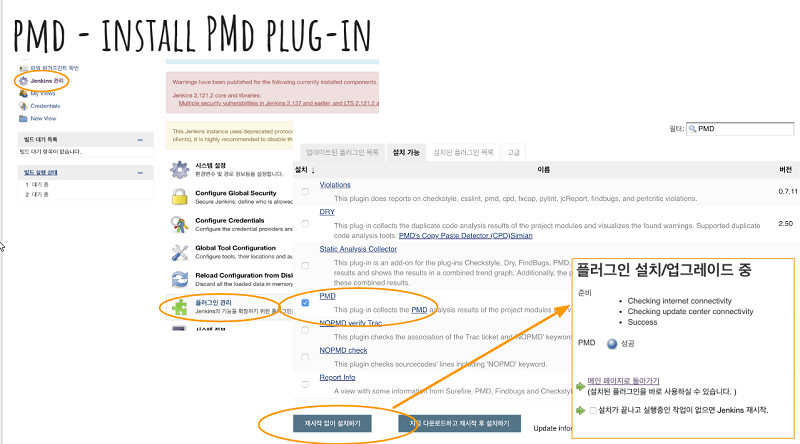 PMD - INSTALL PMD PLUG-IN
파일 핑거프린트 확인
Jenkins 관리
My Views
Credentials
New View
빌드 대기 목록
빌드 대기 항목이 없습니다.
빌드 실행 상태
1 대기 중
2 대기 중
Warnings have been published for the following currently installed components.
Jenkins 2.121.2 core and libraries:
Multiple security vulnerabilities in Jenkins 2.137 and earlier, and LTS 2.121.2 a
This Jenkins instance uses deprecated protoco
clients), it is highly recommended to disable th
시스템 설정
환경변수 및 경로 정보등을 설정합니다.
Configure Global Security
Secure Jenkins; define who is allowed
Configure Credentials
Configure the credential providers and
Global Tool Configuration
Configure tools, their locations and au
Reload Configuration from Disk
Discard all the loaded data in memory
플러그인 관리
Jenkins의 기능을 확장하기 위한 플러그인
시스템 정보
필터: PMD
업데이트된 플러그인 목록 설치 가능 설치된 플러그인 목록 고급
설치 ↓ 이름 버전
Violations
This plugin does reports on checkstyle, csslint, pmd, cpd, fxcop, pylint, jcReport, findbugs, and perlcritic violations.
0.7.11
DRY
This plugin collects the duplicate code analysis results of the project modules and visualizes the found warnings. Supported duplicate
code analysis tools: PMD's Copy Paste Detector (CPD)Simian
2.50
Static Analysis Collector
This plug-in is an add-on for the plug-ins Checkstyle, Dry, FindBugs, PMD,
results and shows the results in a combined trend graph. Additionally, the p
these combined results.
PMD
This plug-in collects the PMD analysis results of the project modules
NOPMD verify Trac
This plugin checks the association of the Trac ticket and 'NOPMD' keyword.
NOPMD check
This plugin checks sourcecodes' lines including 'NOPMD' keyword.
Report Info
A view with some information from Surefire, PMD, Findbugs and Checkstyle
재시작 없이 설치하기
지금 다운로드하고 재시작 후 설치하기
Update infor
플러그인 설치/업그레이드 중
준비
• Checking internet connectivity
• Checking update center connectivity
• Success
PMD 성공
메인 페이지로 돌아가기
(설치된 플러그인을 바로 사용하실 수 있습니다. )
설치가 끝나고 실행중인 작업이 없으면 Jenkins 재시작.